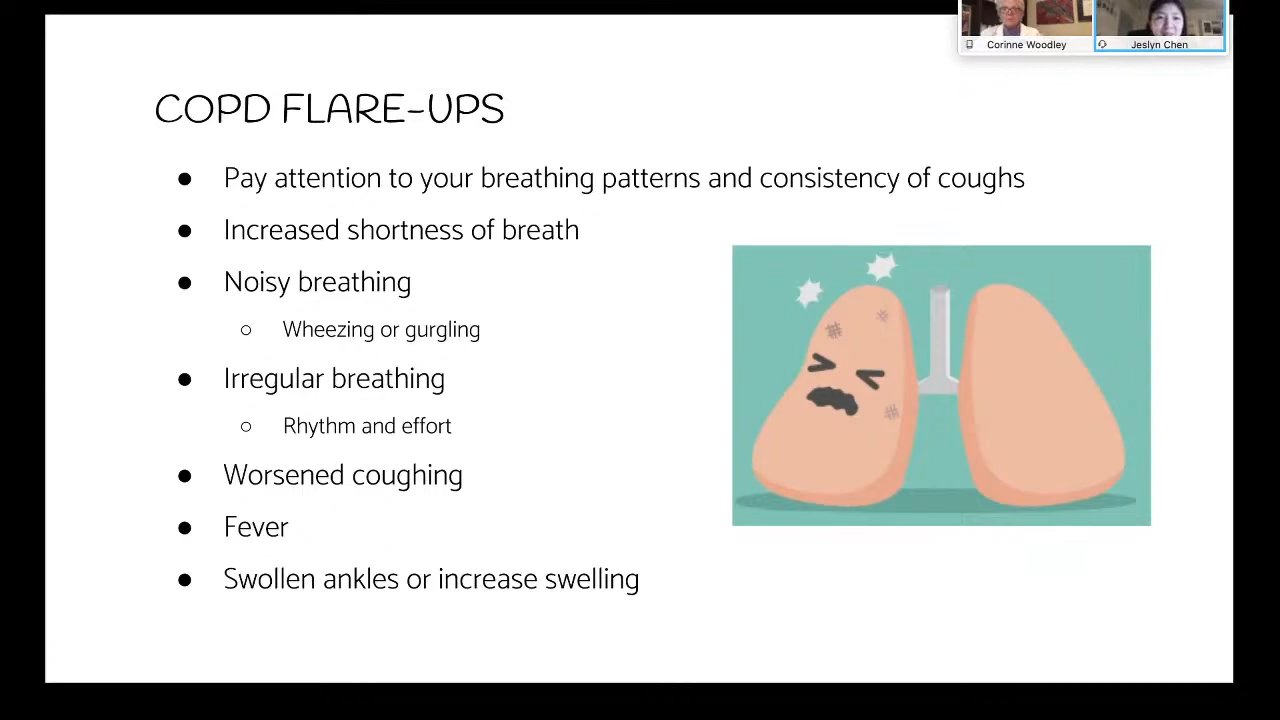 Corinne Woodley
Jeslyn Chen
COPD FLARE-UPS
● Pay attention to your breathing patterns and consistency of coughs
● Increased shortness of breath
● Noisy breathing
○ Wheezing or gurgling
● Irregular breathing
○ Rhythm and effort
● Worsened coughing
● Fever
● Swollen ankles or increase swelling